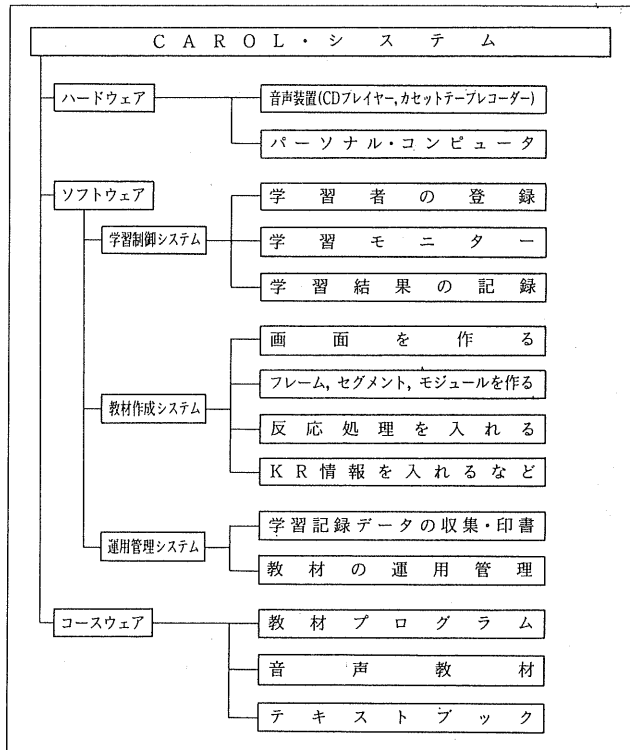 CAROL・システム
ハードウェア
音声装置(CDプレイヤー,カセットテープレコーダー)
パーソナル・コンピュータ
ソフトウェア
学習制御システム
学習者の登録
学習モニター
学習結果の記録
教材作成システム
画面を作る
フレーム,セグメント,モジュールを作る
反応処理を入れる
KR情報を入れるなど
運用管理システム
学習記録データの収集・印書
教材の運用管理
コースウェア
教材プログラム
音声教材
テキストブック